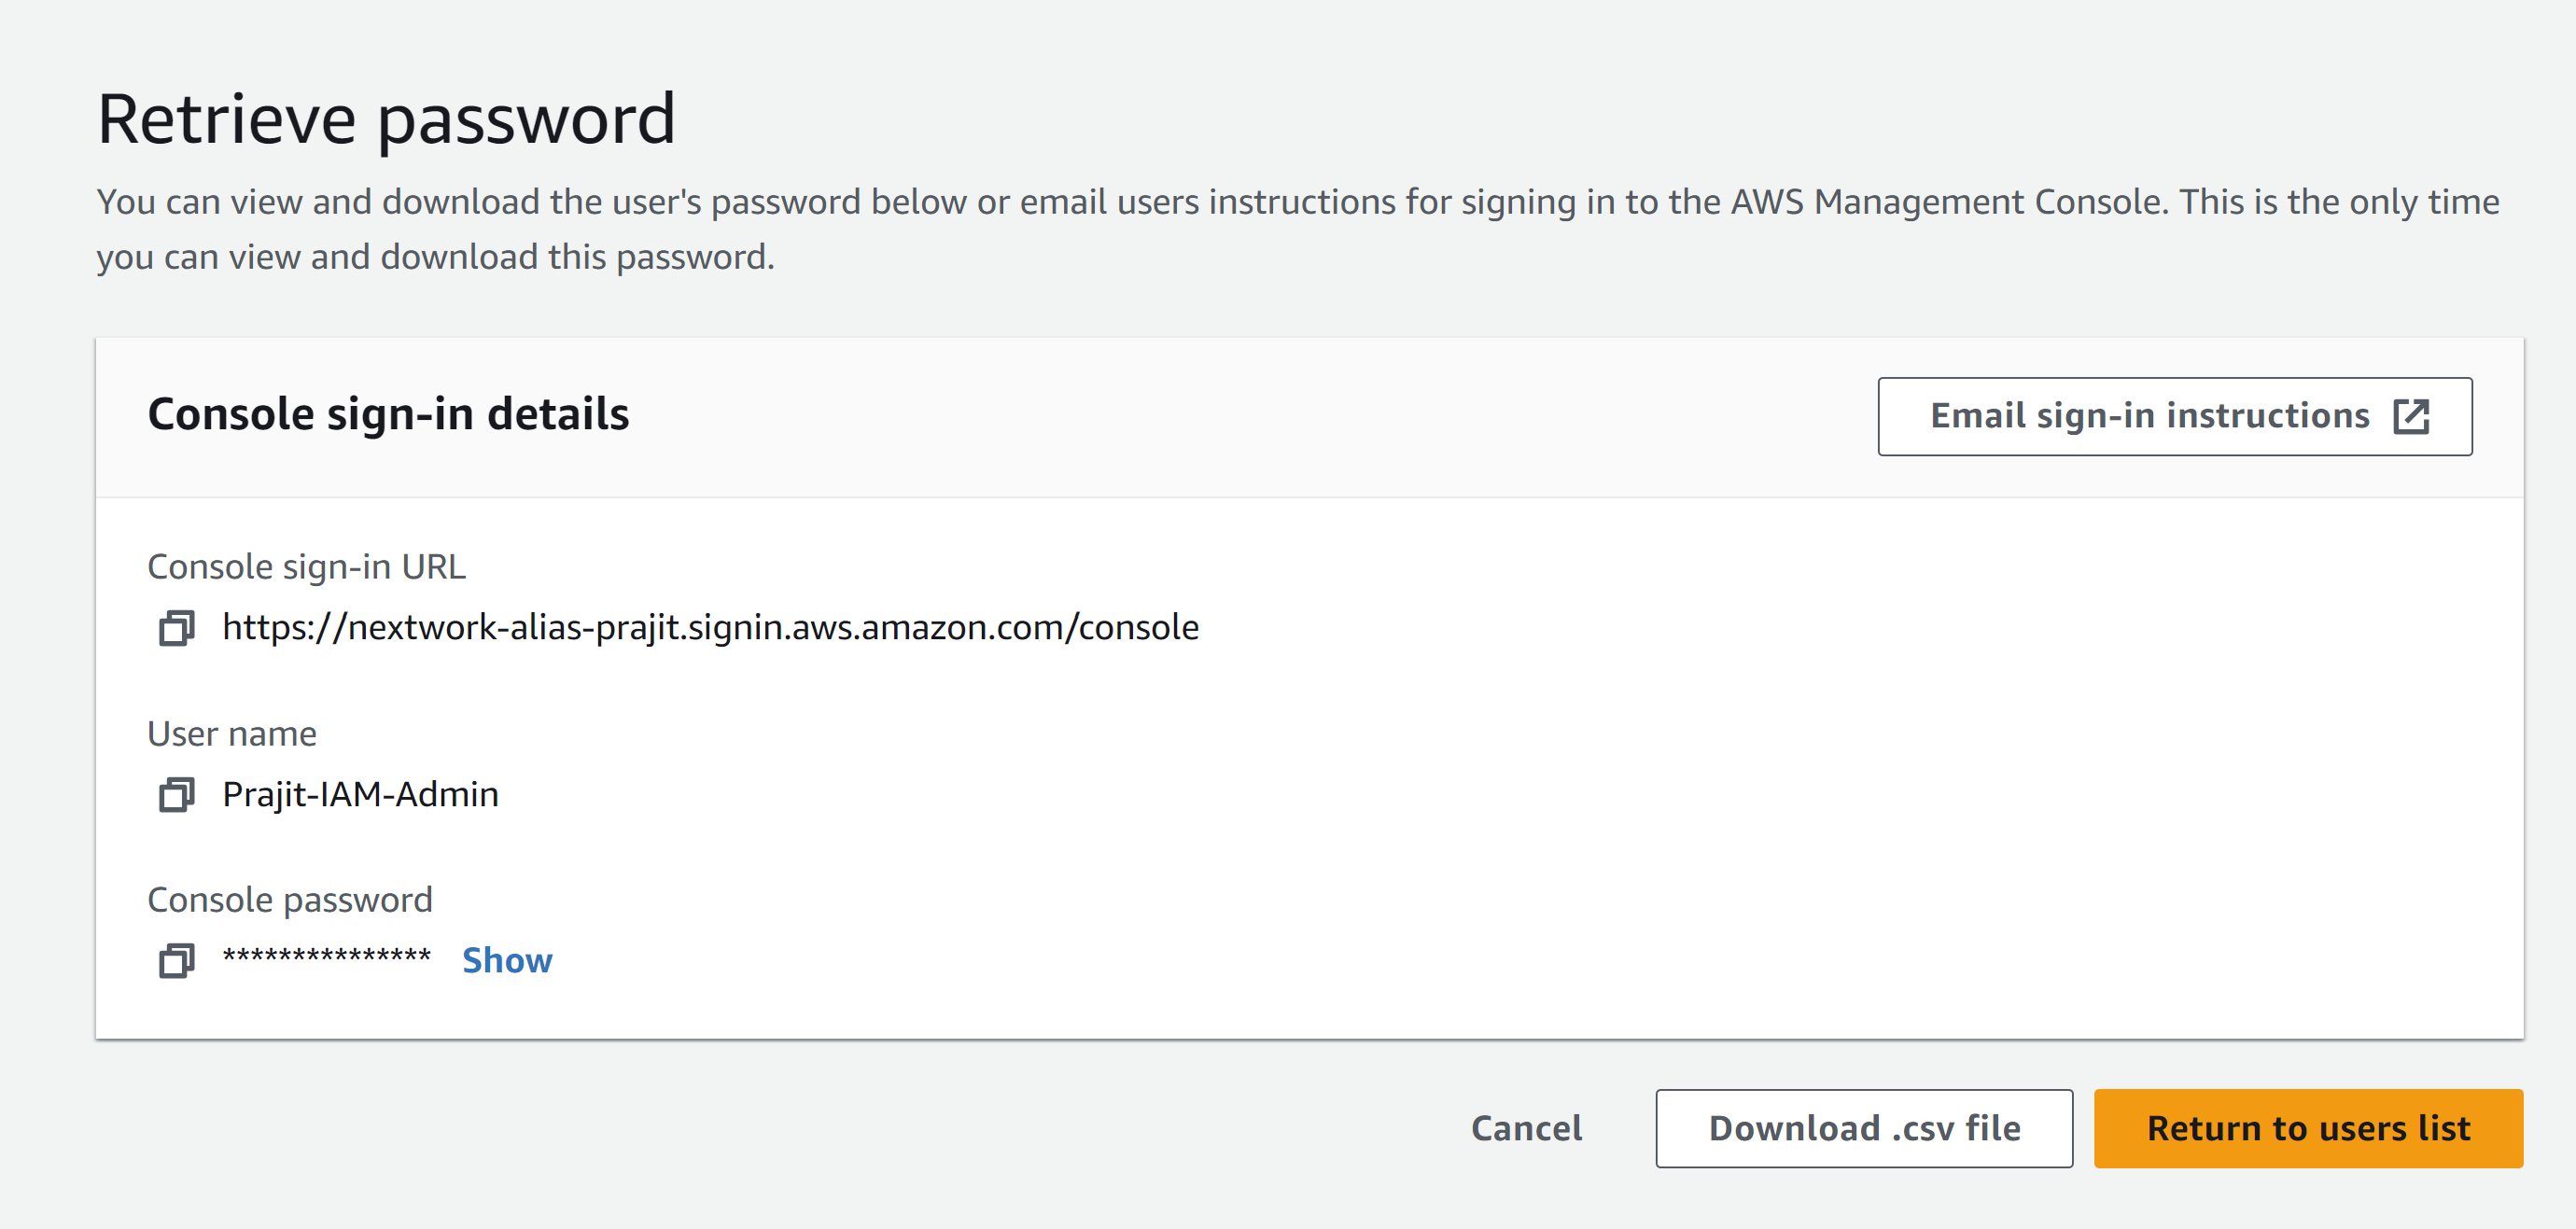 Retrieve password
You can view and download the user's password below or email users instructions for signing in to the AWS Management Console. This is the only time
you can view and download this password.
Console sign-in details
Email sign-in instructions
Console sign-in URL
https://nextwork-alias-prajit.signin.aws.amazon.com/console
User name
Prajit-IAM-Admin
Console password
*************** Show
Cancel
Download .csv file
Return to users list